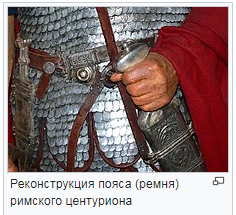 Реконструкция пояса (ремня)
римского центуриона